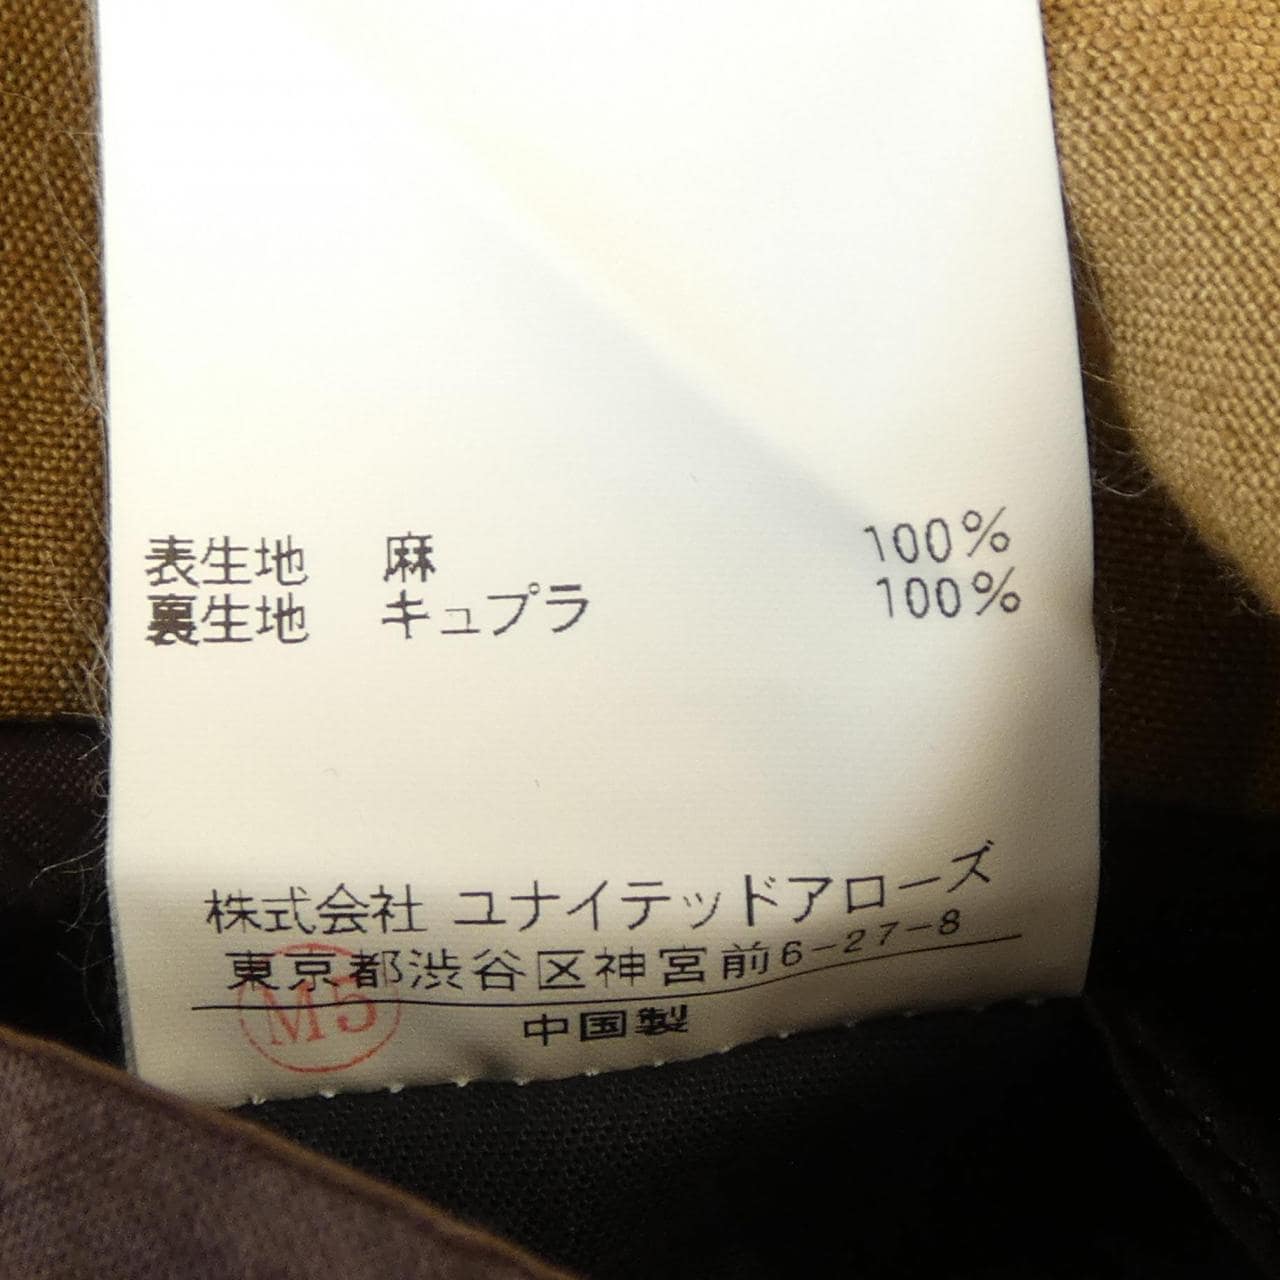 表生地 麻 100%
裏生地 キュプラ 100%
株式会社 ユナイテッドアローズ
東京都渋谷区神宮前6-27-8
M5
中国製